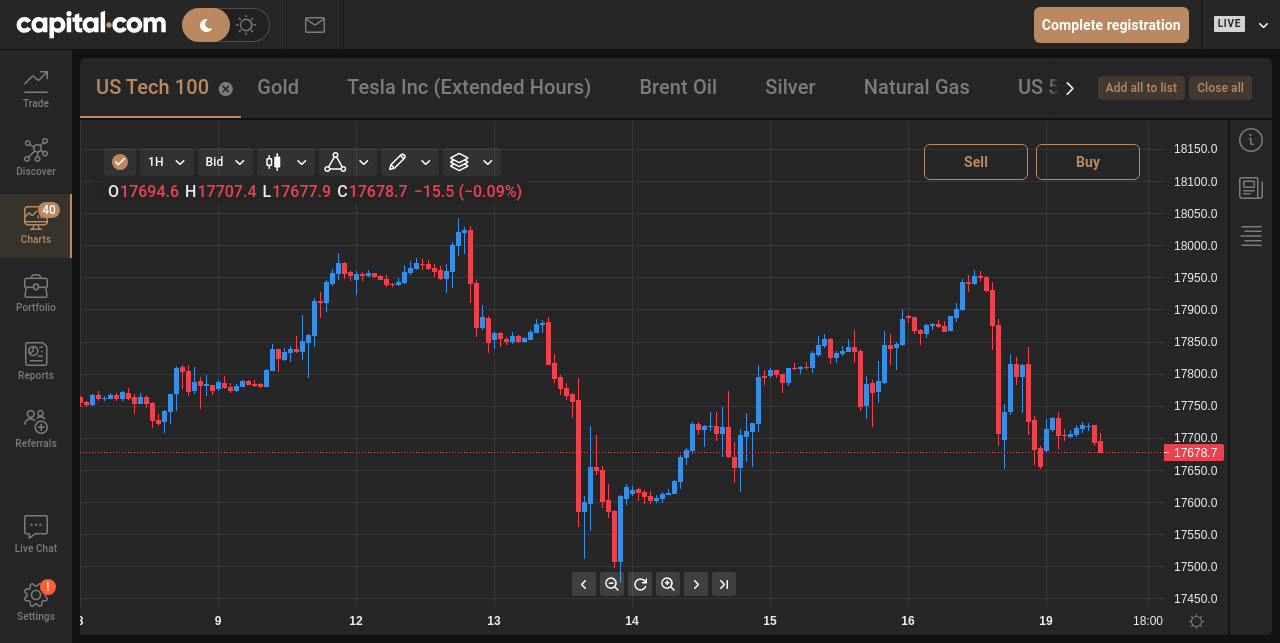 capital.com
Complete registration
LIVE
US Tech 100
Gold
Tesla Inc (Extended Hours)
Brent Oil
Silver
Natural Gas
US 5
Add all to list
Close all
Trade
Discover
40
Charts
Portfolio
Reports
Referrals
Live Chat
!
Settings
1H
Bid
Sell
Buy
O17694.6 H17707.4 L17677.9 C17678.7 −15.5 (−0.09%)
18150.0
18100.0
18050.0
18000.0
17950.0
17900.0
17850.0
17800.0
17750.0
17700.0
17678.7
17650.0
17600.0
17550.0
17500.0
17450.0
8 9 12 13 14 15 16 19 18:00